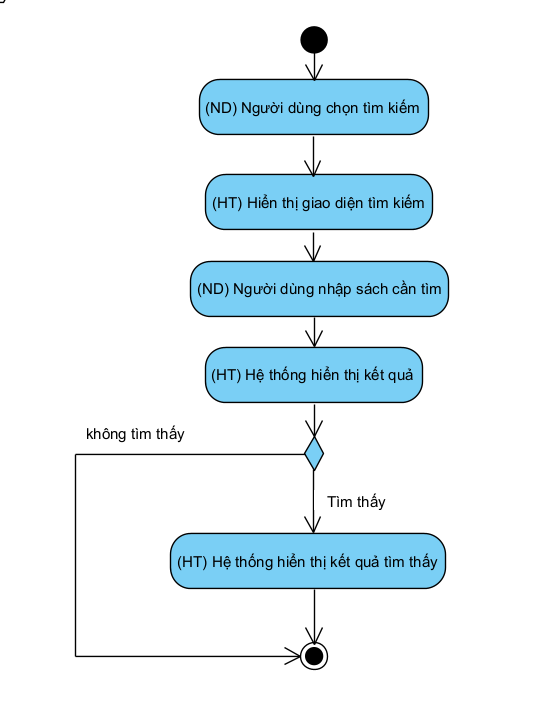 (ND) Người dùng chọn tìm kiếm
(HT) Hiển thị giao diện tìm kiếm
(ND) Người dùng nhập sách cần tìm
(HT) Hệ thống hiển thị kết quả
không tìm thấy
Tìm thấy
(HT) Hệ thống hiển thị kết quả tìm thấy